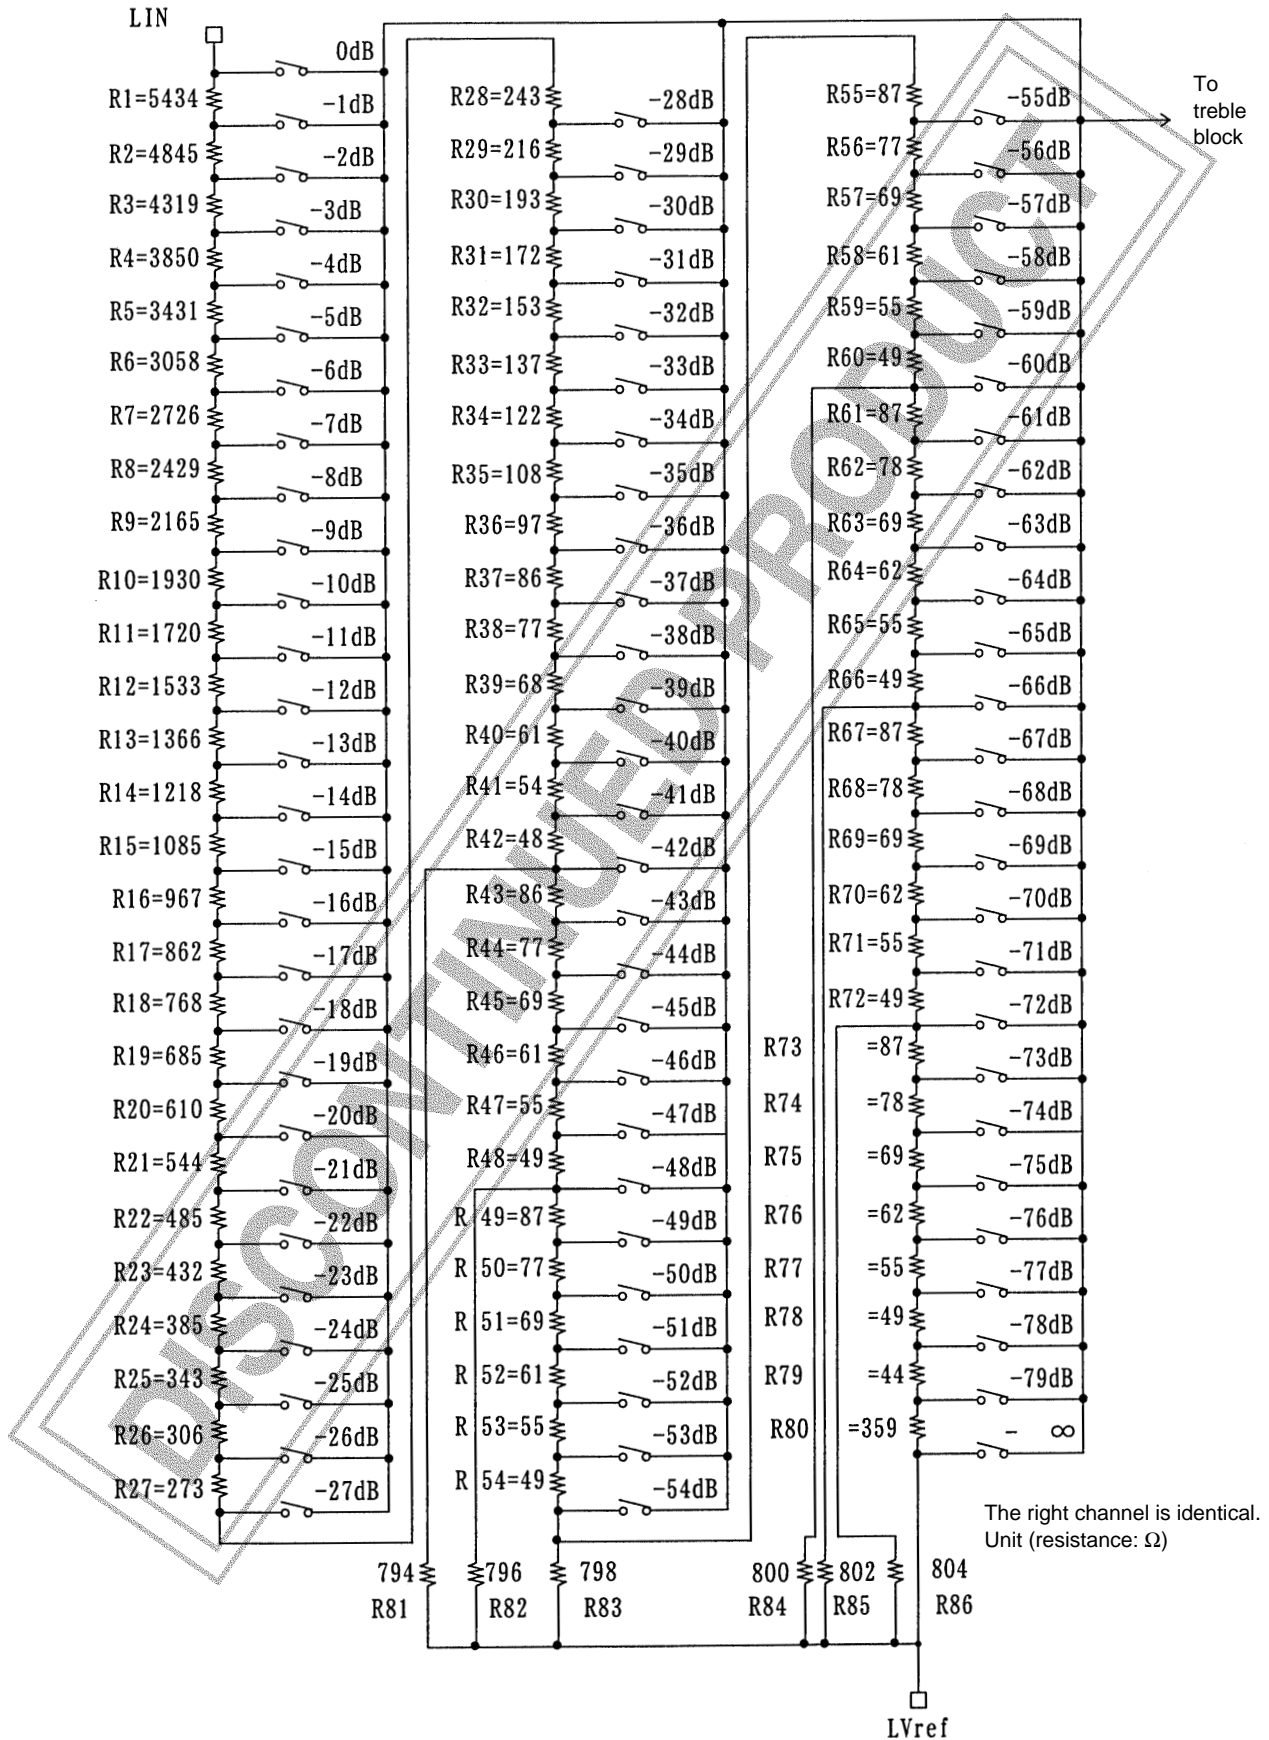 LIN
0dB
R1=5434
-1dB
R2=4845
-2dB
R3=4319
-3dB
R4=3850
-4dB
R5=3431
-5dB
R6=3058
-6dB
R7=2726
-7dB
R8=2429
-8dB
R9=2165
-9dB
R10=1930
-10dB
R11=1720
-11dB
R12=1533
-12dB
R13=1366
-13dB
R14=1218
-14dB
R15=1085
-15dB
R16=967
-16dB
R17=862
-17dB
R18=768
-18dB
R19=685
-19dB
R20=610
-20dB
R21=544
-21dB
R22=485
-22dB
R23=432
-23dB
R24=385
-24dB
R25=343
-25dB
R26=306
-26dB
R27=273
-27dB
R28=243
-28dB
R29=216
-29dB
R30=193
-30dB
R31=172
-31dB
R32=153
-32dB
R33=137
-33dB
R34=122
-34dB
R35=108
-35dB
R36=97
-36dB
R37=86
-37dB
R38=77
-38dB
R39=68
-39dB
R40=61
-40dB
R41=54
-41dB
R42=48
-42dB
R43=86
-43dB
R44=77
-44dB
R45=69
-45dB
R46=61
-46dB
R47=55
-47dB
R48=49
-48dB
R 49=87
-49dB
R 50=77
-50dB
R 51=69
-51dB
R 52=61
-52dB
R 53=55
-53dB
R 54=49
-54dB
R55=87
-55dB
R56=77
-56dB
R57=69
-57dB
R58=61
-58dB
R59=55
-59dB
R60=49
-60dB
R61=87
-61dB
R62=78
-62dB
R63=69
-63dB
R64=62
-64dB
R65=55
-65dB
R66=49
-66dB
R67=87
-67dB
R68=78
-68dB
R69=69
-69dB
R70=62
-70dB
R71=55
-71dB
R72=49
-72dB
R73 =87
-73dB
R74 =78
-74dB
R75 =69
-75dB
R76 =62
-76dB
R77 =55
-77dB
R78 =49
-78dB
R79 =44
-79dB
R80 =359
- ∞
To
treble
block
The right channel is identical.
Unit (resistance: Ω)
794
R81
796
R82
798
R83
800
R84
802
R85
804
R86
LVref
DISCONTINUED PRODUCT